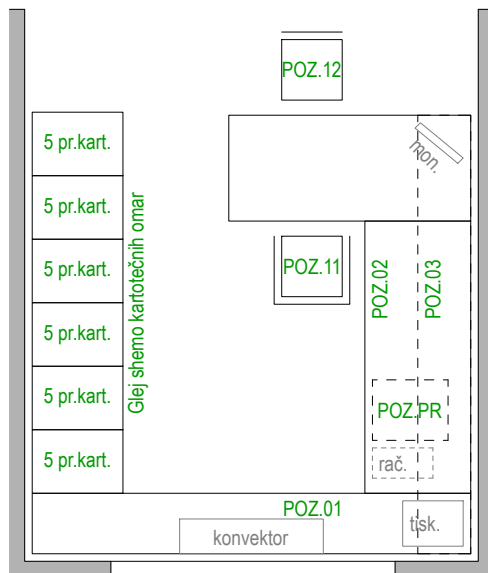 POZ.12
5 pr.kart.
mon.
5 pr.kart.
Glej shemo kartotečnih omar
5 pr.kart.
POZ.11
POZ.02
POZ.03
5 pr.kart.
5 pr.kart.
POZ.PR
5 pr.kart.
rač.
POZ.01
tisk.
konvektor